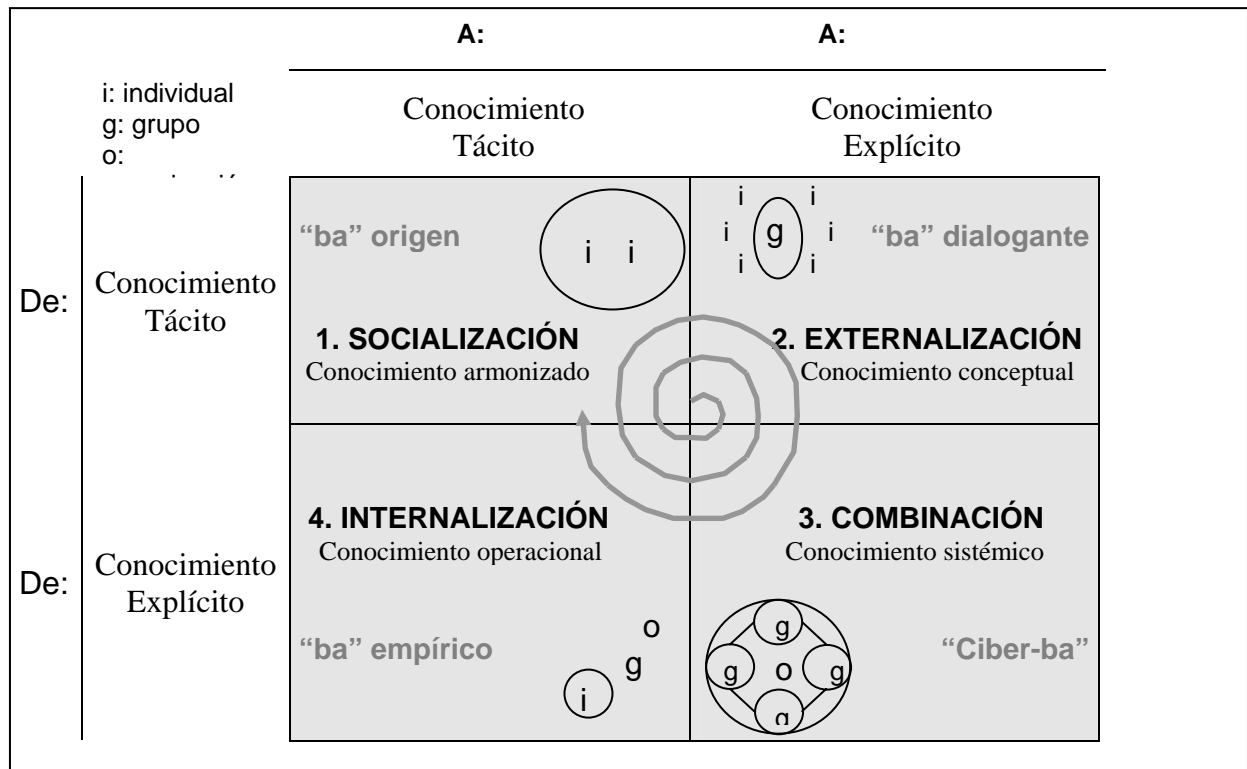 A:
A:
i: individual
g: grupo
o:
Conocimiento
Tácito
Conocimiento
Explícito
De:
Conocimiento
Tácito
“ba” origen
i i
1. SOCIALIZACIÓN
Conocimiento armonizado
i i
i g i
i i
“ba” dialogante
2. EXTERNALIZACIÓN
Conocimiento conceptual
De:
Conocimiento
Explícito
4. INTERNALIZACIÓN
Conocimiento operacional
“ba” empírico
o
g
i
3. COMBINACIÓN
Conocimiento sistémico
g
g o g
g
“Ciber-ba”